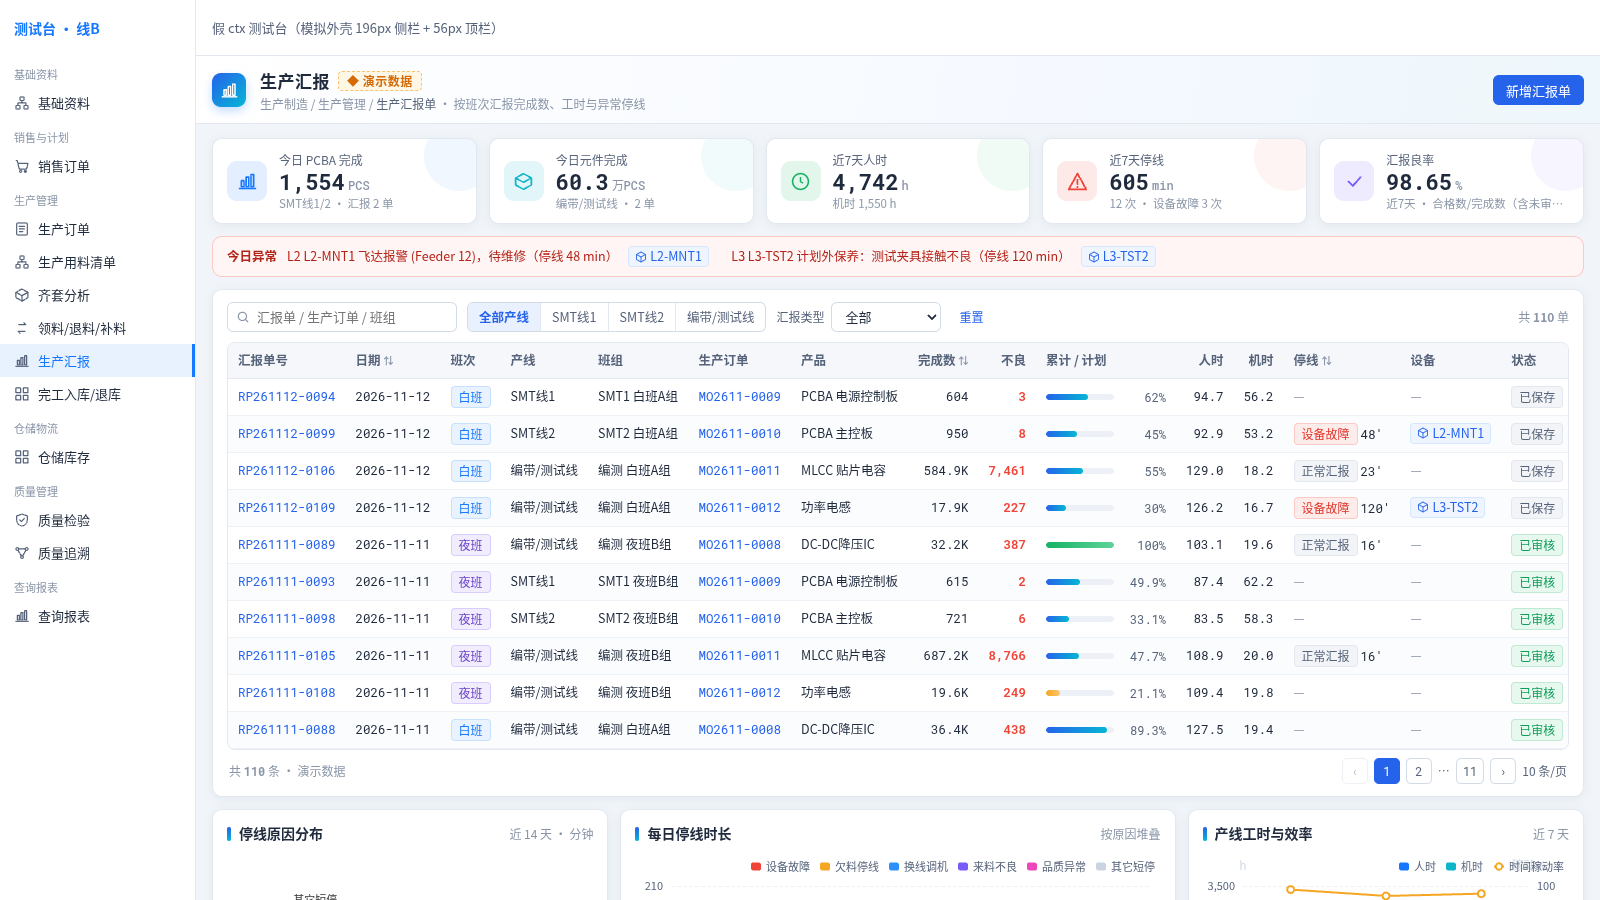 测试台 · 线B
假 ctx 测试台（模拟外壳 196px 侧栏 + 56px 顶栏）
基础资料
基础资料
销售与计划
销售订单
生产管理
生产订单
生产用料清单
齐套分析
领料/退料/补料
生产汇报
完工入库/退库
仓储物流
仓储库存
质量管理
质量检验
质量追溯
查询报表
查询报表
生产汇报 ◆ 演示数据
生产制造 / 生产管理 / 生产汇报单 · 按班次汇报完成数、工时与异常停线
新增汇报单
今日 PCBA 完成
1,554 PCS
SMT线1/2 · 汇报 2 单
今日元件完成
60.3 万PCS
编带/测试线 · 2 单
近7天人时
4,742 h
机时 1,550 h
近7天停线
605 min
12 次 · 设备故障 3 次
汇报良率
98.65 %
近7天 · 合格数/完成数（含未审…
今日异常 L2 L2-MNT1 飞达报警 (Feeder 12)，待维修（停线 48 min） L2-MNT1 L3 L3-TST2 计划外保养：测试夹具接触不良（停线 120 min） L3-TST2
汇报单 / 生产订单 / 班组 全部产线 SMT线1 SMT线2 编带/测试线 汇报类型 全部 重置 共 110 单
汇报单号 日期 ⇅ 班次 产线 班组 生产订单 产品 完成数 ⇅ 不良 累计 / 计划 人时 机时 停线 ⇅ 设备 状态
RP261112-0094 2026-11-12 白班 SMT线1 SMT1 白班A组 MO2611-0009 PCBA 电源控制板 604 3 62% 94.7 56.2 — — 已保存
RP261112-0099 2026-11-12 白班 SMT线2 SMT2 白班A组 MO2611-0010 PCBA 主控板 950 8 45% 92.9 53.2 设备故障 48' L2-MNT1 已保存
RP261112-0106 2026-11-12 白班 编带/测试线 编测 白班A组 MO2611-0011 MLCC 贴片电容 584.9K 7,461 55% 129.0 18.2 正常汇报 23' — 已保存
RP261112-0109 2026-11-12 白班 编带/测试线 编测 白班A组 MO2611-0012 功率电感 17.9K 227 30% 126.2 16.7 设备故障 120' L3-TST2 已保存
RP261111-0089 2026-11-11 夜班 编带/测试线 编测 夜班B组 MO2611-0008 DC-DC降压IC 32.2K 387 100% 103.1 19.6 正常汇报 16' — 已审核
RP261111-0093 2026-11-11 夜班 SMT线1 SMT1 夜班B组 MO2611-0009 PCBA 电源控制板 615 2 49.9% 87.4 62.2 — — 已审核
RP261111-0098 2026-11-11 夜班 SMT线2 SMT2 夜班B组 MO2611-0010 PCBA 主控板 721 6 33.1% 83.5 58.3 — — 已审核
RP261111-0105 2026-11-11 夜班 编带/测试线 编测 夜班B组 MO2611-0011 MLCC 贴片电容 687.2K 8,766 47.7% 108.9 20.0 正常汇报 16' — 已审核
RP261111-0108 2026-11-11 夜班 编带/测试线 编测 夜班B组 MO2611-0012 功率电感 19.6K 249 21.1% 109.4 19.8 — — 已审核
RP261111-0088 2026-11-11 白班 编带/测试线 编测 白班A组 MO2611-0008 DC-DC降压IC 36.4K 438 89.3% 127.5 19.4 — — 已审核
共 110 条 · 演示数据 ‹ 1 2 ··· 11 › 10 条/页
停线原因分布 近 14 天 · 分钟
其它短停
每日停线时长 按原因堆叠
设备故障 欠料停线 换线调机 来料不良 品质异常 其它短停
210
产线工时与效率 近 7 天
h 人时 机时 时间稼动率
3,500 100